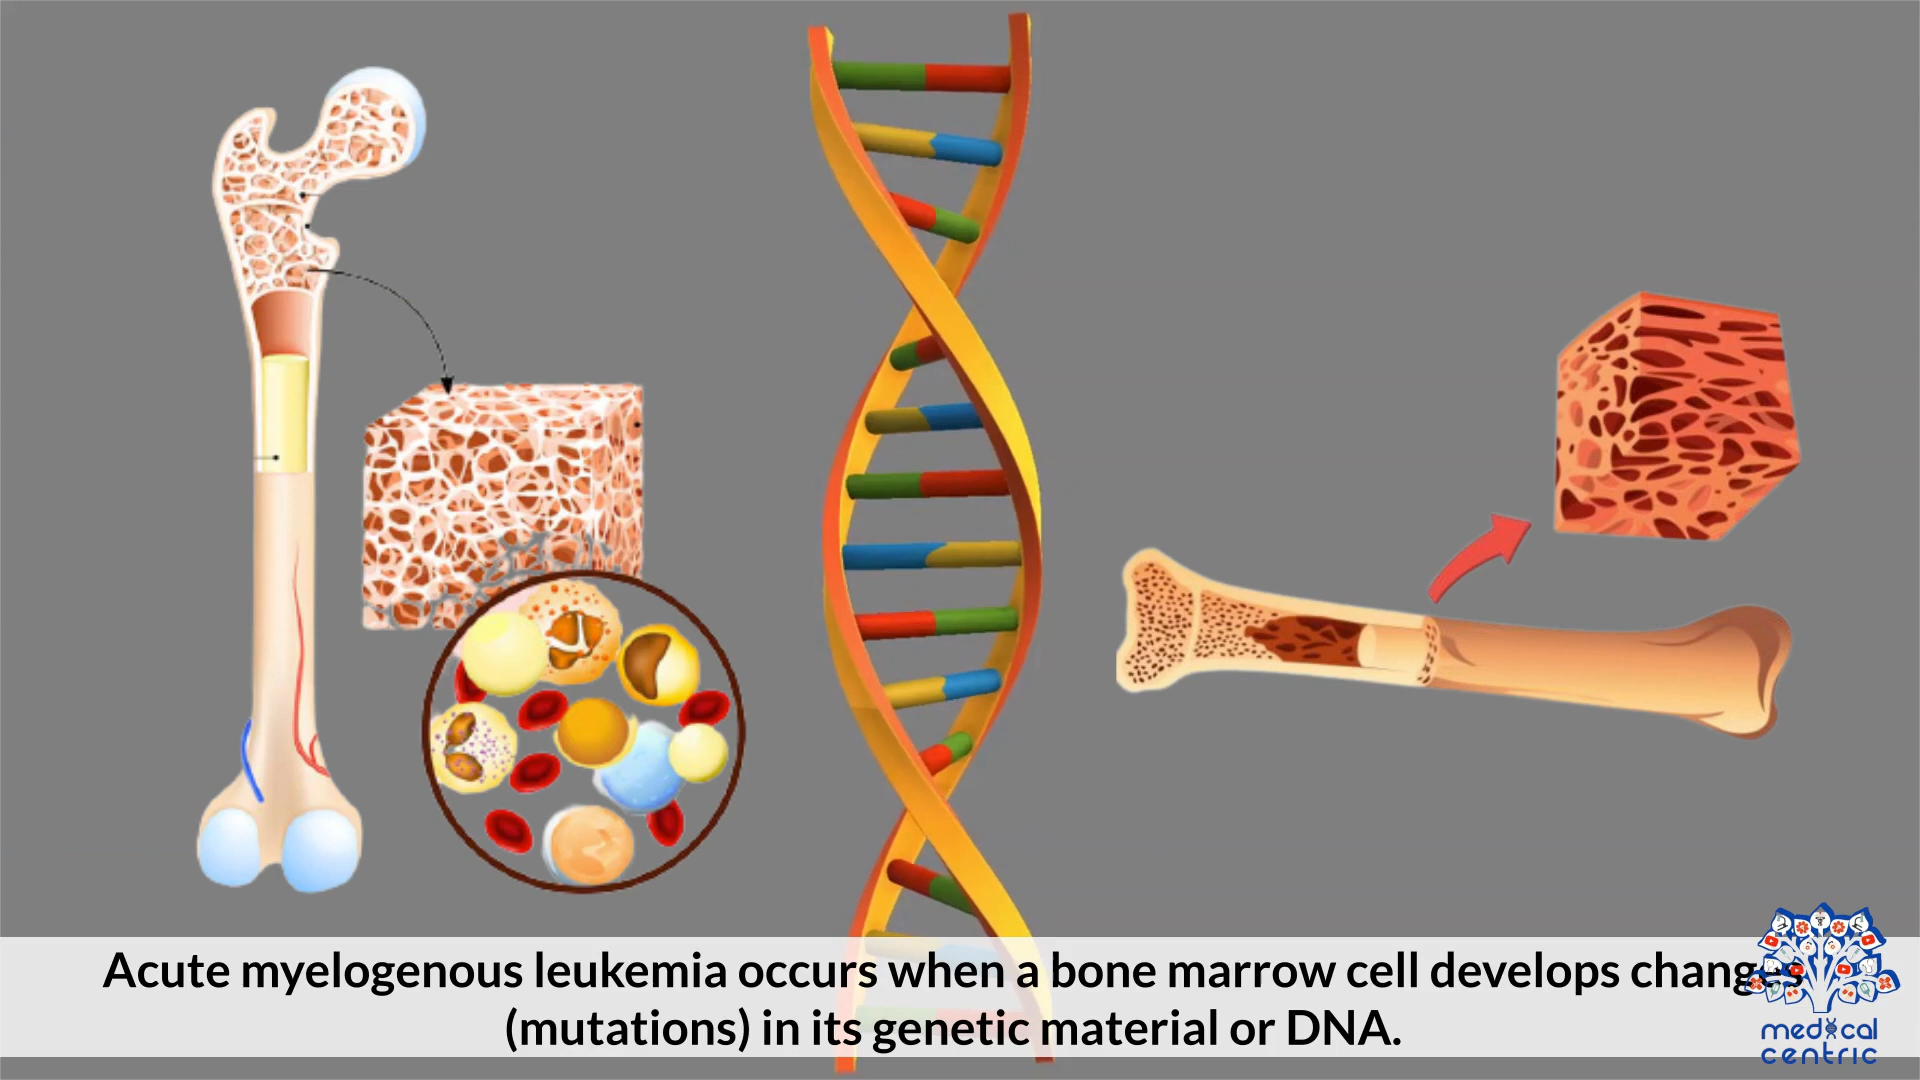 Acute myelogenous leukemia occurs when a bone marrow cell develops changes
(mutations) in its genetic material or DNA.
medical
centric